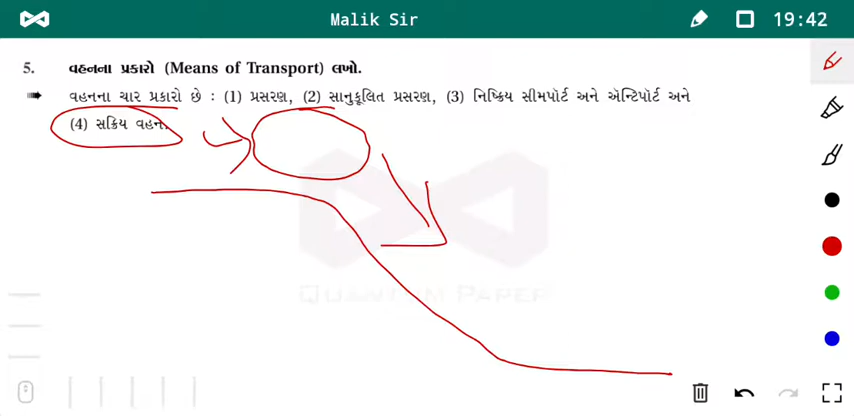 Malik Sir
19:42
5. વહનના પ્રકારો (Means of Transport) લખો.
વહનના ચાર પ્રકારો છે : (1) પ્રસરણ, (2) સાનુકૂલિત પ્રસરણ, (3) નિષ્ક્રિય સીમપૉર્ટ અને ઍન્ટિપૉર્ટ અને
(4) સક્રિય વહન.
QUANTUM PAPER